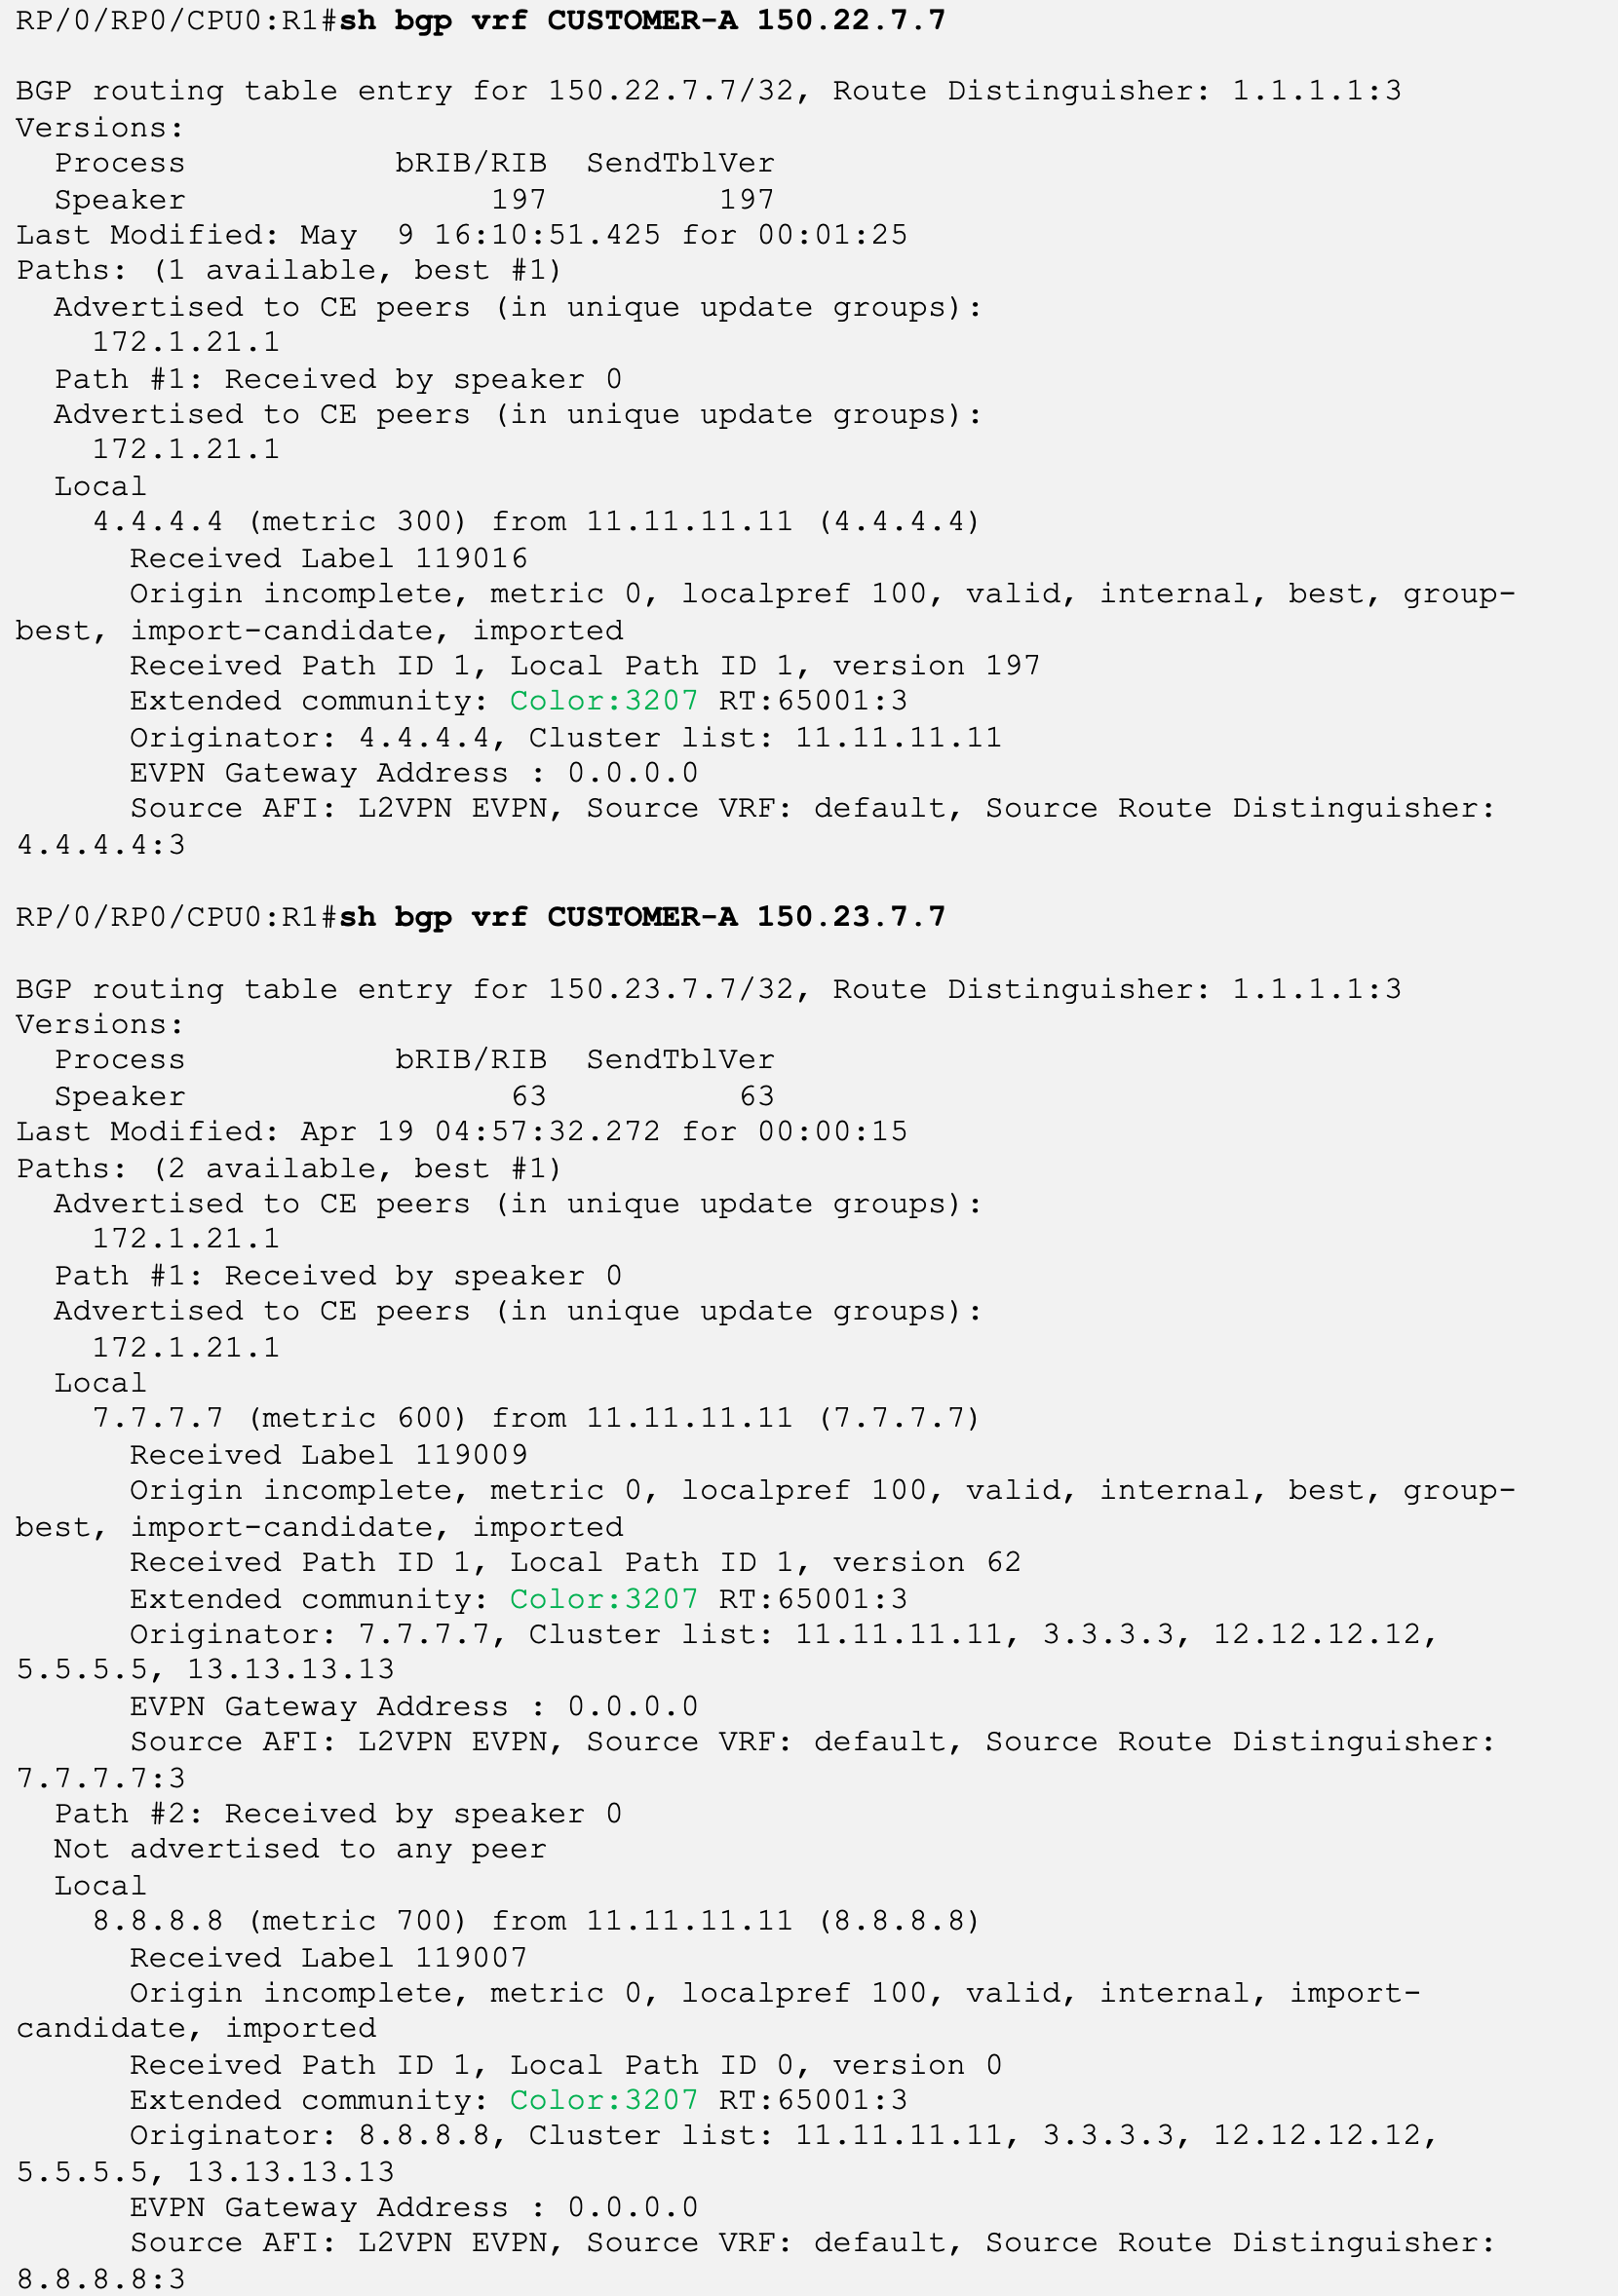 RP/0/RP0/CPU0:R1#sh bgp vrf CUSTOMER-A 150.22.7.7

BGP routing table entry for 150.22.7.7/32, Route Distinguisher: 1.1.1.1:3
Versions:
  Process           bRIB/RIB  SendTblVer
  Speaker                197         197
Last Modified: May  9 16:10:51.425 for 00:01:25
Paths: (1 available, best #1)
  Advertised to CE peers (in unique update groups):
    172.1.21.1
  Path #1: Received by speaker 0
  Advertised to CE peers (in unique update groups):
    172.1.21.1
  Local
    4.4.4.4 (metric 300) from 11.11.11.11 (4.4.4.4)
      Received Label 119016
      Origin incomplete, metric 0, localpref 100, valid, internal, best, group-
best, import-candidate, imported
      Received Path ID 1, Local Path ID 1, version 197
      Extended community: Color:3207 RT:65001:3
      Originator: 4.4.4.4, Cluster list: 11.11.11.11
      EVPN Gateway Address : 0.0.0.0
      Source AFI: L2VPN EVPN, Source VRF: default, Source Route Distinguisher:
4.4.4.4:3

RP/0/RP0/CPU0:R1#sh bgp vrf CUSTOMER-A 150.23.7.7

BGP routing table entry for 150.23.7.7/32, Route Distinguisher: 1.1.1.1:3
Versions:
  Process           bRIB/RIB  SendTblVer
  Speaker                 63          63
Last Modified: Apr 19 04:57:32.272 for 00:00:15
Paths: (2 available, best #1)
  Advertised to CE peers (in unique update groups):
    172.1.21.1
  Path #1: Received by speaker 0
  Advertised to CE peers (in unique update groups):
    172.1.21.1
  Local
    7.7.7.7 (metric 600) from 11.11.11.11 (7.7.7.7)
      Received Label 119009
      Origin incomplete, metric 0, localpref 100, valid, internal, best, group-
best, import-candidate, imported
      Received Path ID 1, Local Path ID 1, version 62
      Extended community: Color:3207 RT:65001:3
      Originator: 7.7.7.7, Cluster list: 11.11.11.11, 3.3.3.3, 12.12.12.12,
5.5.5.5, 13.13.13.13
      EVPN Gateway Address : 0.0.0.0
      Source AFI: L2VPN EVPN, Source VRF: default, Source Route Distinguisher:
7.7.7.7:3
  Path #2: Received by speaker 0
  Not advertised to any peer
  Local
    8.8.8.8 (metric 700) from 11.11.11.11 (8.8.8.8)
      Received Label 119007
      Origin incomplete, metric 0, localpref 100, valid, internal, import-
candidate, imported
      Received Path ID 1, Local Path ID 0, version 0
      Extended community: Color:3207 RT:65001:3
      Originator: 8.8.8.8, Cluster list: 11.11.11.11, 3.3.3.3, 12.12.12.12,
5.5.5.5, 13.13.13.13
      EVPN Gateway Address : 0.0.0.0
      Source AFI: L2VPN EVPN, Source VRF: default, Source Route Distinguisher:
8.8.8.8:3